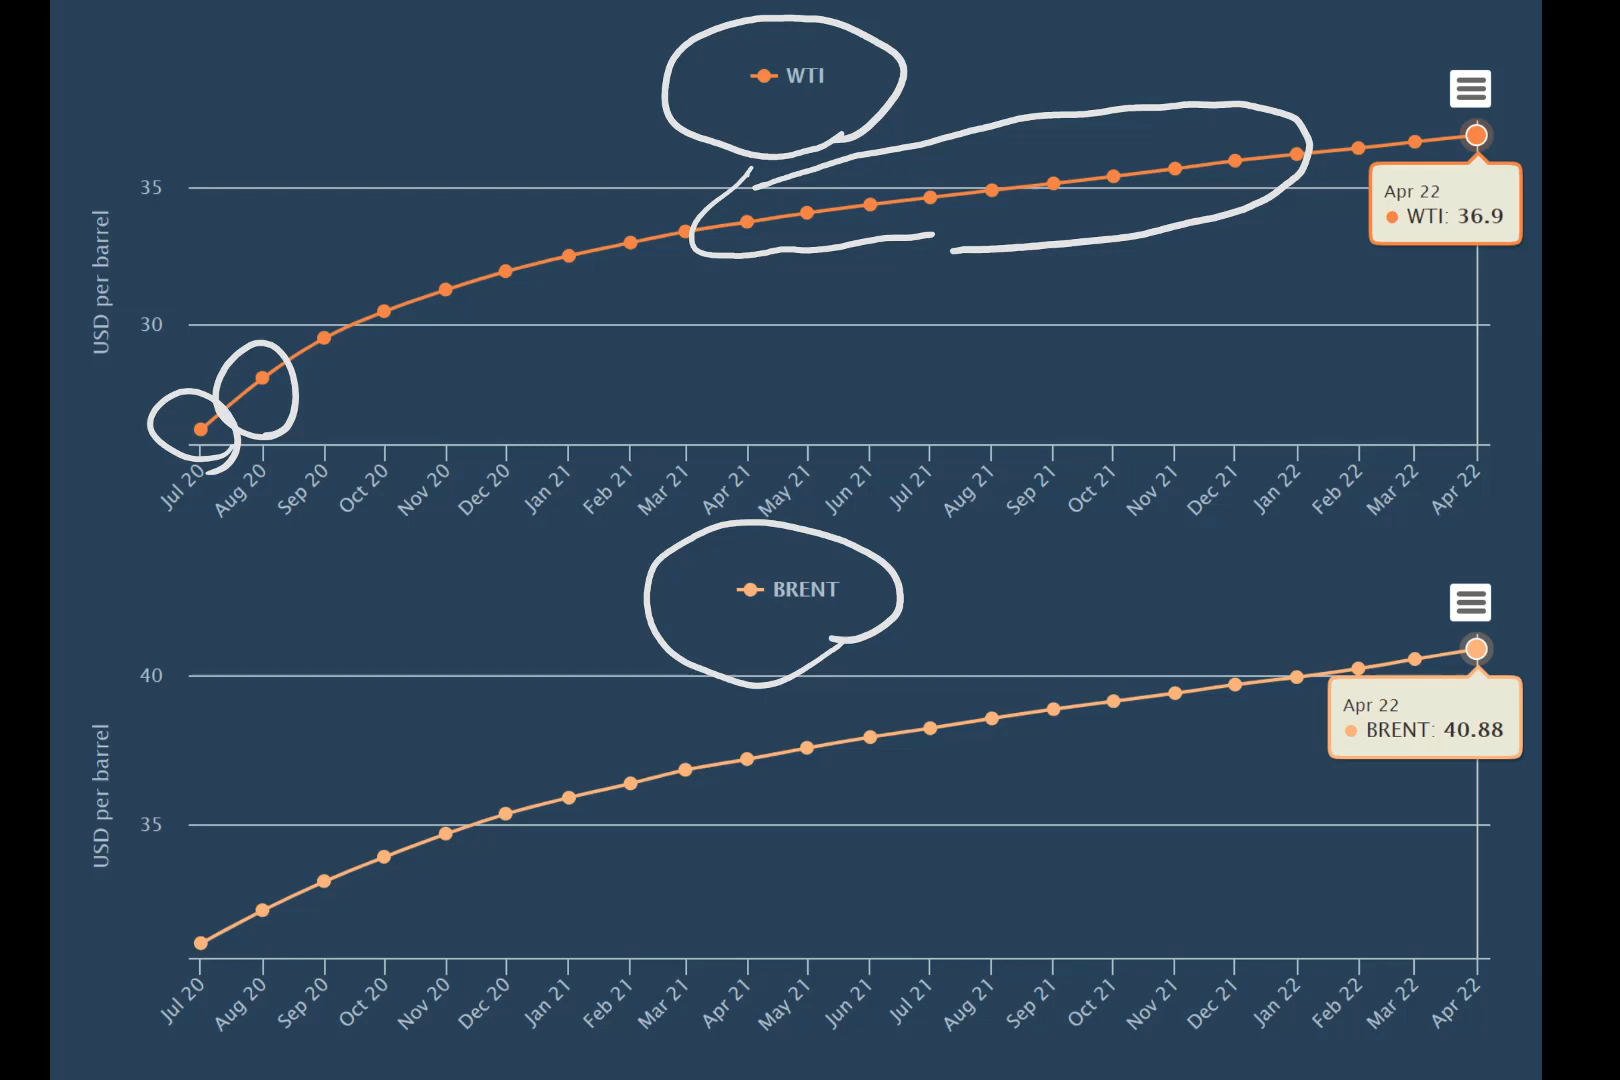 WTI
35
30
USD per barrel
Apr 22
WTI: 36.9
Jul 20 Aug 20 Sep 20 Oct 20 Nov 20 Dec 20 Jan 21 Feb 21 Mar 21 Apr 21 May 21 Jun 21 Jul 21 Aug 21 Sep 21 Oct 21 Nov 21 Dec 21 Jan 22 Feb 22 Mar 22 Apr 22
BRENT
40
35
USD per barrel
Apr 22
BRENT: 40.88
Jul 20 Aug 20 Sep 20 Oct 20 Nov 20 Dec 20 Jan 21 Feb 21 Mar 21 Apr 21 May 21 Jun 21 Jul 21 Aug 21 Sep 21 Oct 21 Nov 21 Dec 21 Jan 22 Feb 22 Mar 22 Apr 22